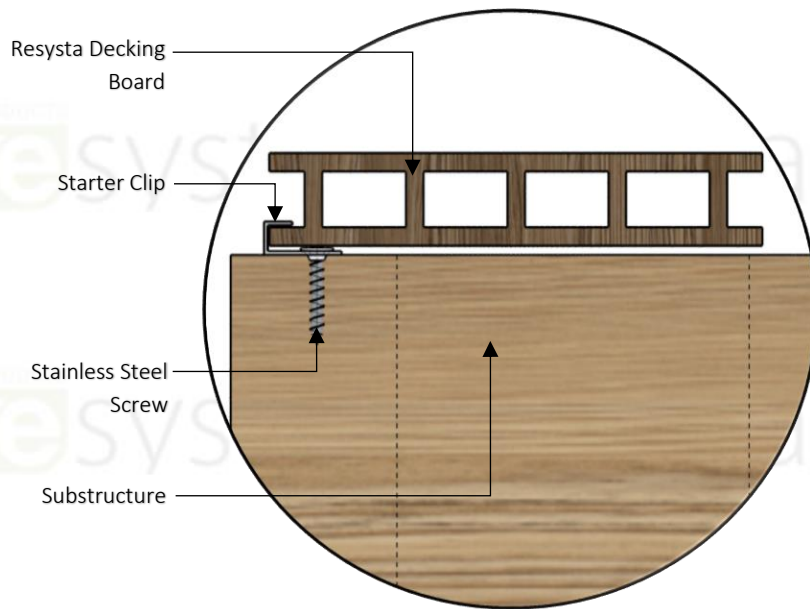 Resysta Decking
Board
Starter Clip
Stainless Steel
Screw
Substructure